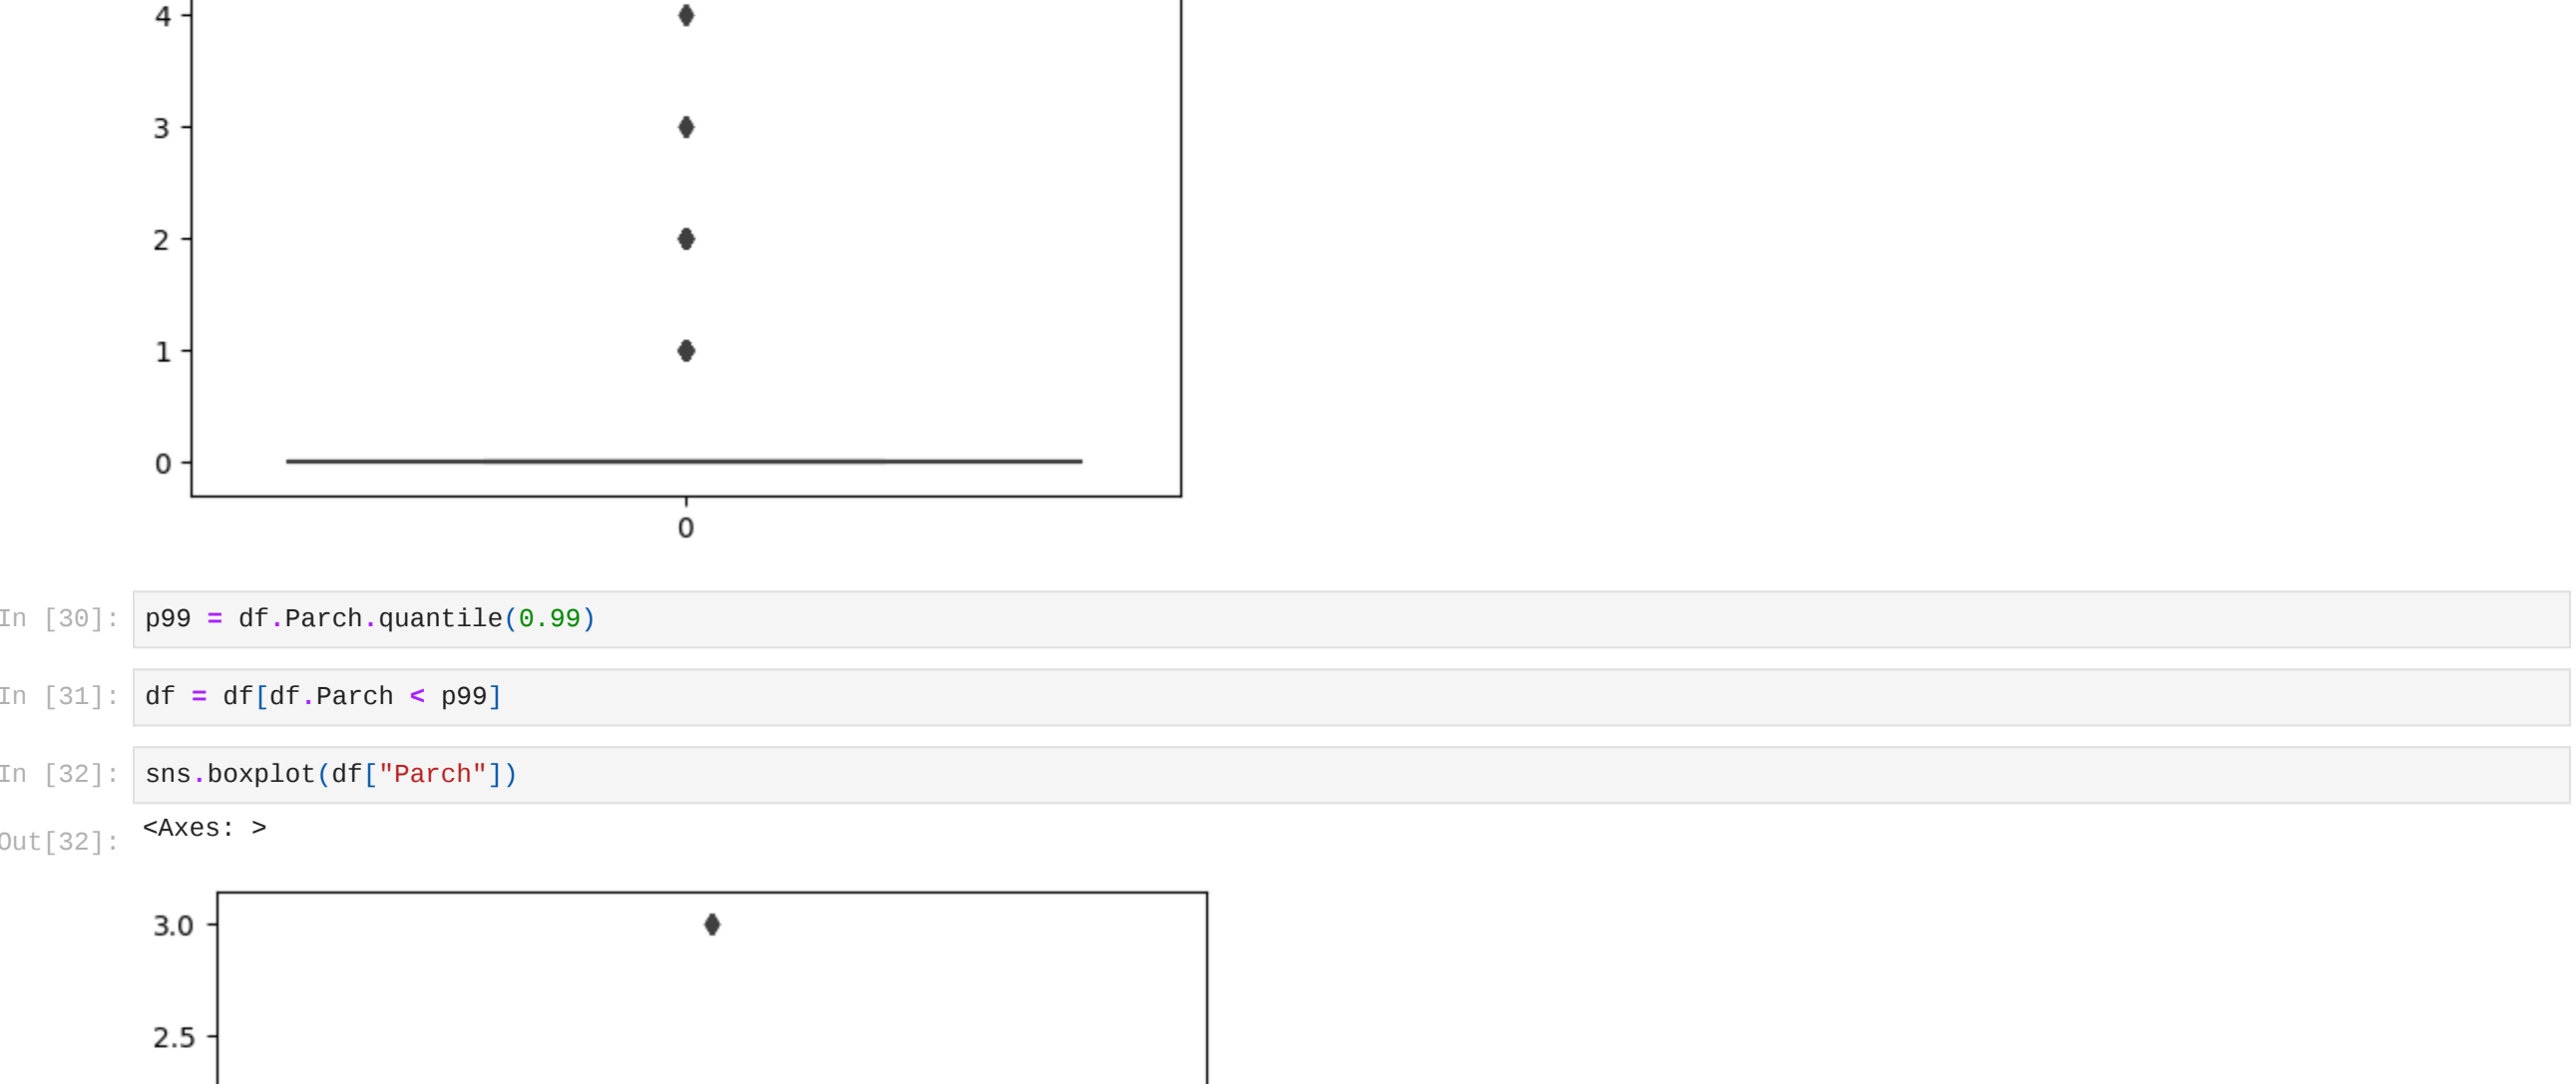 4
3
2
1
0
0
In [30]: p99 = df.Parch.quantile(0.99)
In [31]: df = df[df.Parch < p99]
In [32]: sns.boxplot(df["Parch"])
<Axes: >
Out[32]:
3.0
2.5